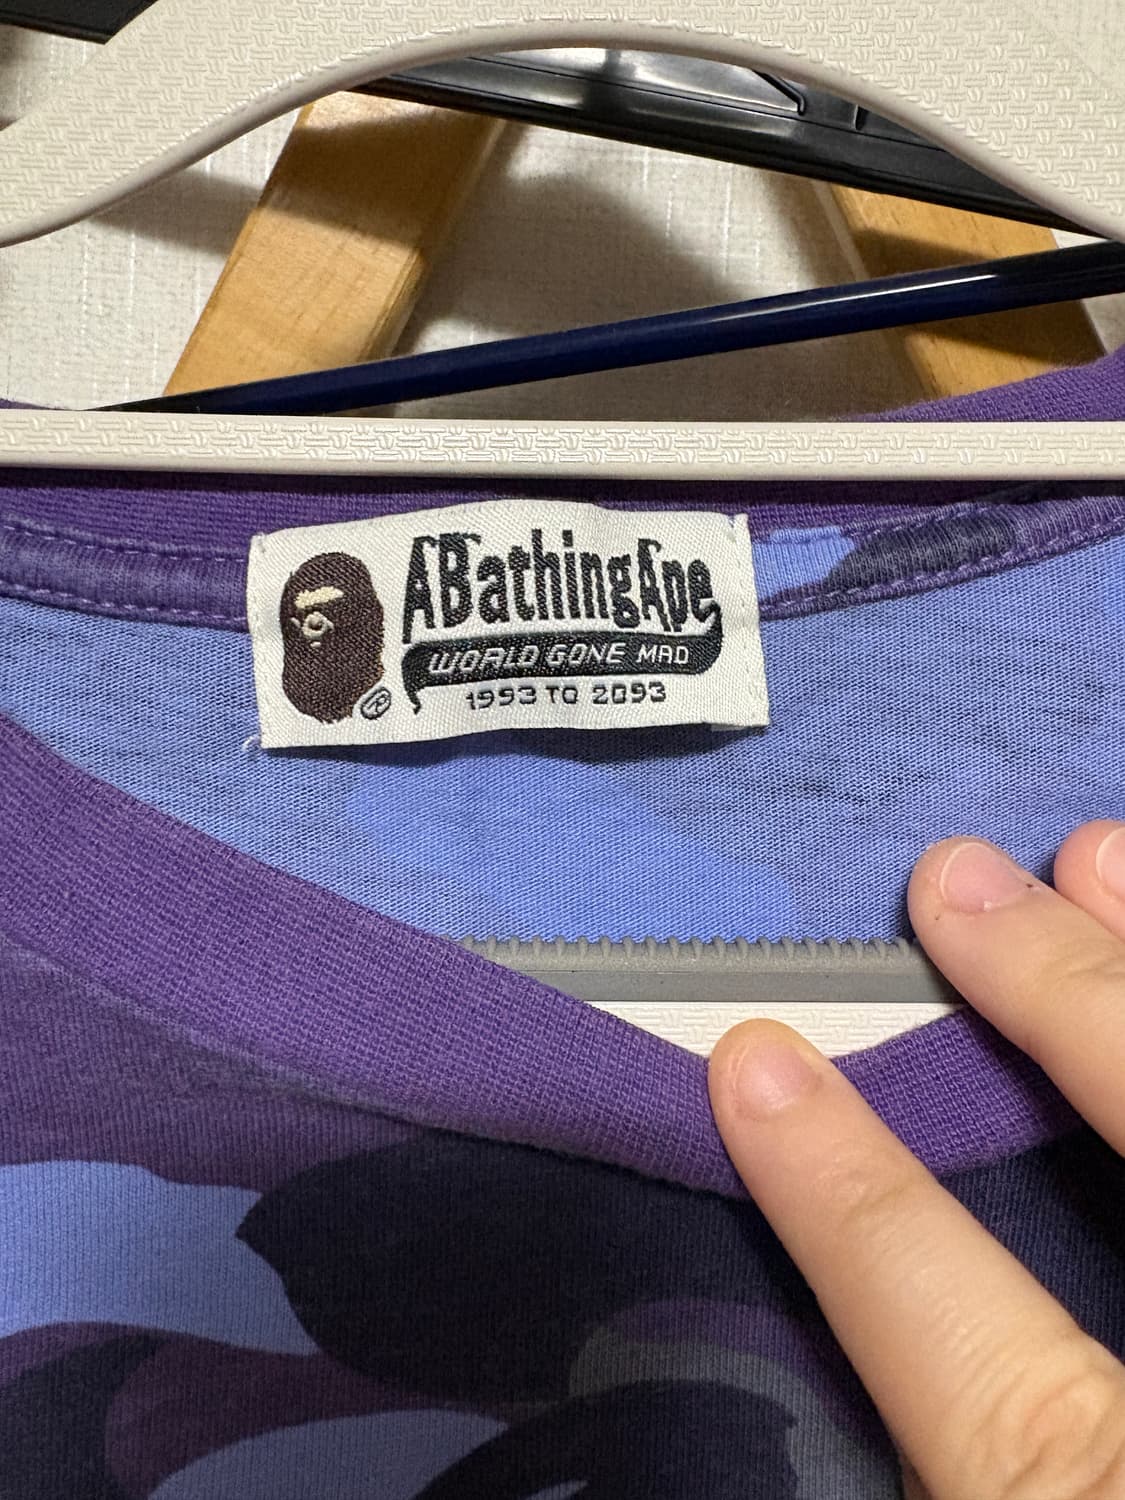 ABathingApe
WORLD GONE MAD
1993 TO 2093
®